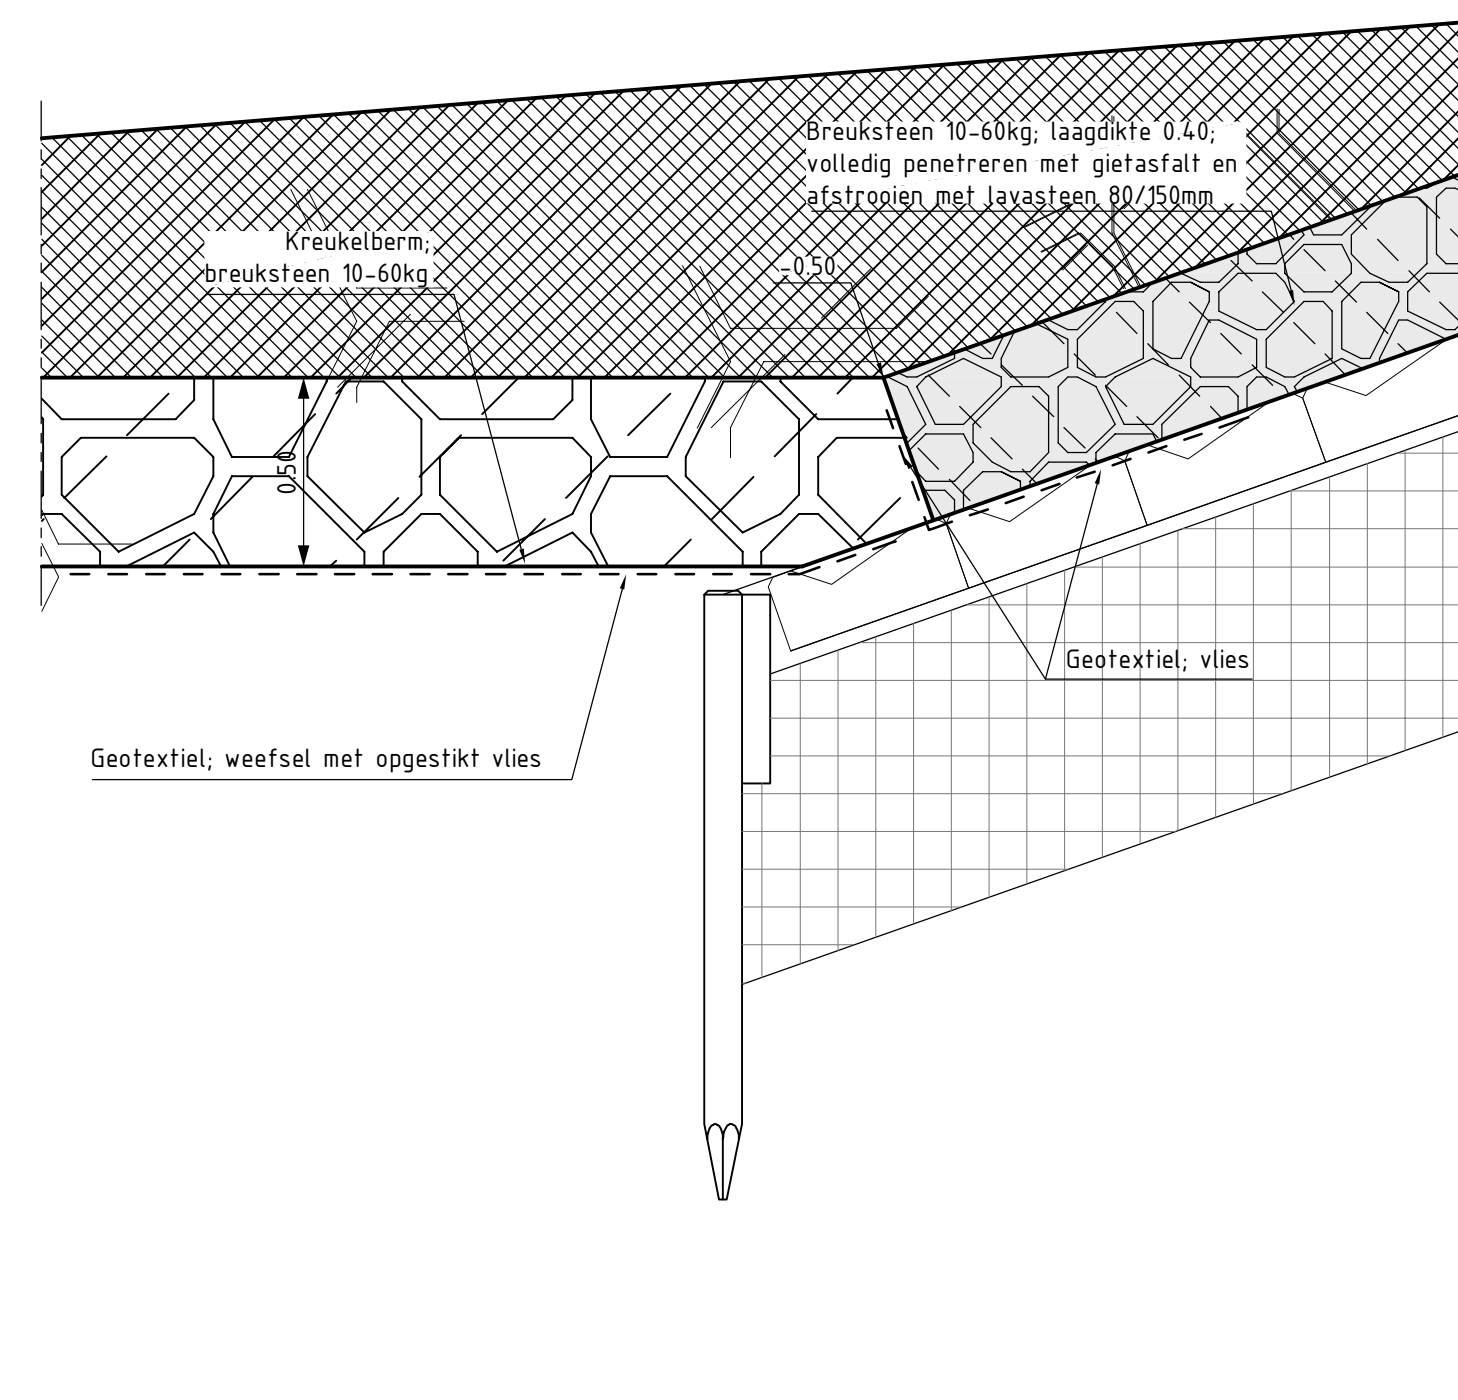 Breuksteen 10-60kg; laagdikte 0.40;
volledig penetreren met gietasfalt en
afstrooien met lavasteen 80/150mm
Kreukelberm;
breuksteen 10-60kg
-0.50
0.50
Geotextiel; vlies
Geotextiel; weefsel met opgestikt vlies